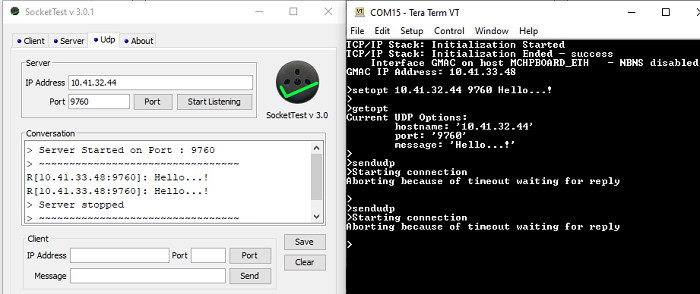 SocketTest v 3.0.1
Client Server Udp About
Server
IP Address 10.41.32.44
Port 9760 Port Start Listening
SocketTest v 3.0
Conversation
> Server Started on Port : 9760
> ~~~~~~~~~~~~~~~~~~~~~~~~~~~~~~~~~~
R[10.41.33.48:9760]: Hello...!
R[10.41.33.48:9760]: Hello...!
> Server stopped
> ~~~~~~~~~~~~~~~~~~~~~~~~~~~~~~~~~~
Client
IP Address Port Port
Message Send
Save
Clear
COM15 - Tera Term VT
File Edit Setup Control Window Help
TCP/IP Stack: Initialization Started
TCP/IP Stack: Initialization Ended - success
Interface GMAC on host MCHPBOARD_ETH - NBNS disabled
GMAC IP Address: 10.41.33.48
>setopt 10.41.32.44 9760 Hello...!
>
>getopt
Current UDP Options:
hostname: '10.41.32.44'
port: '9760'
message: 'Hello...!'
>
>sendudp
>Starting connection
Aborting because of timeout waiting for reply
>
>sendudp
>Starting connection
Aborting because of timeout waiting for reply
>